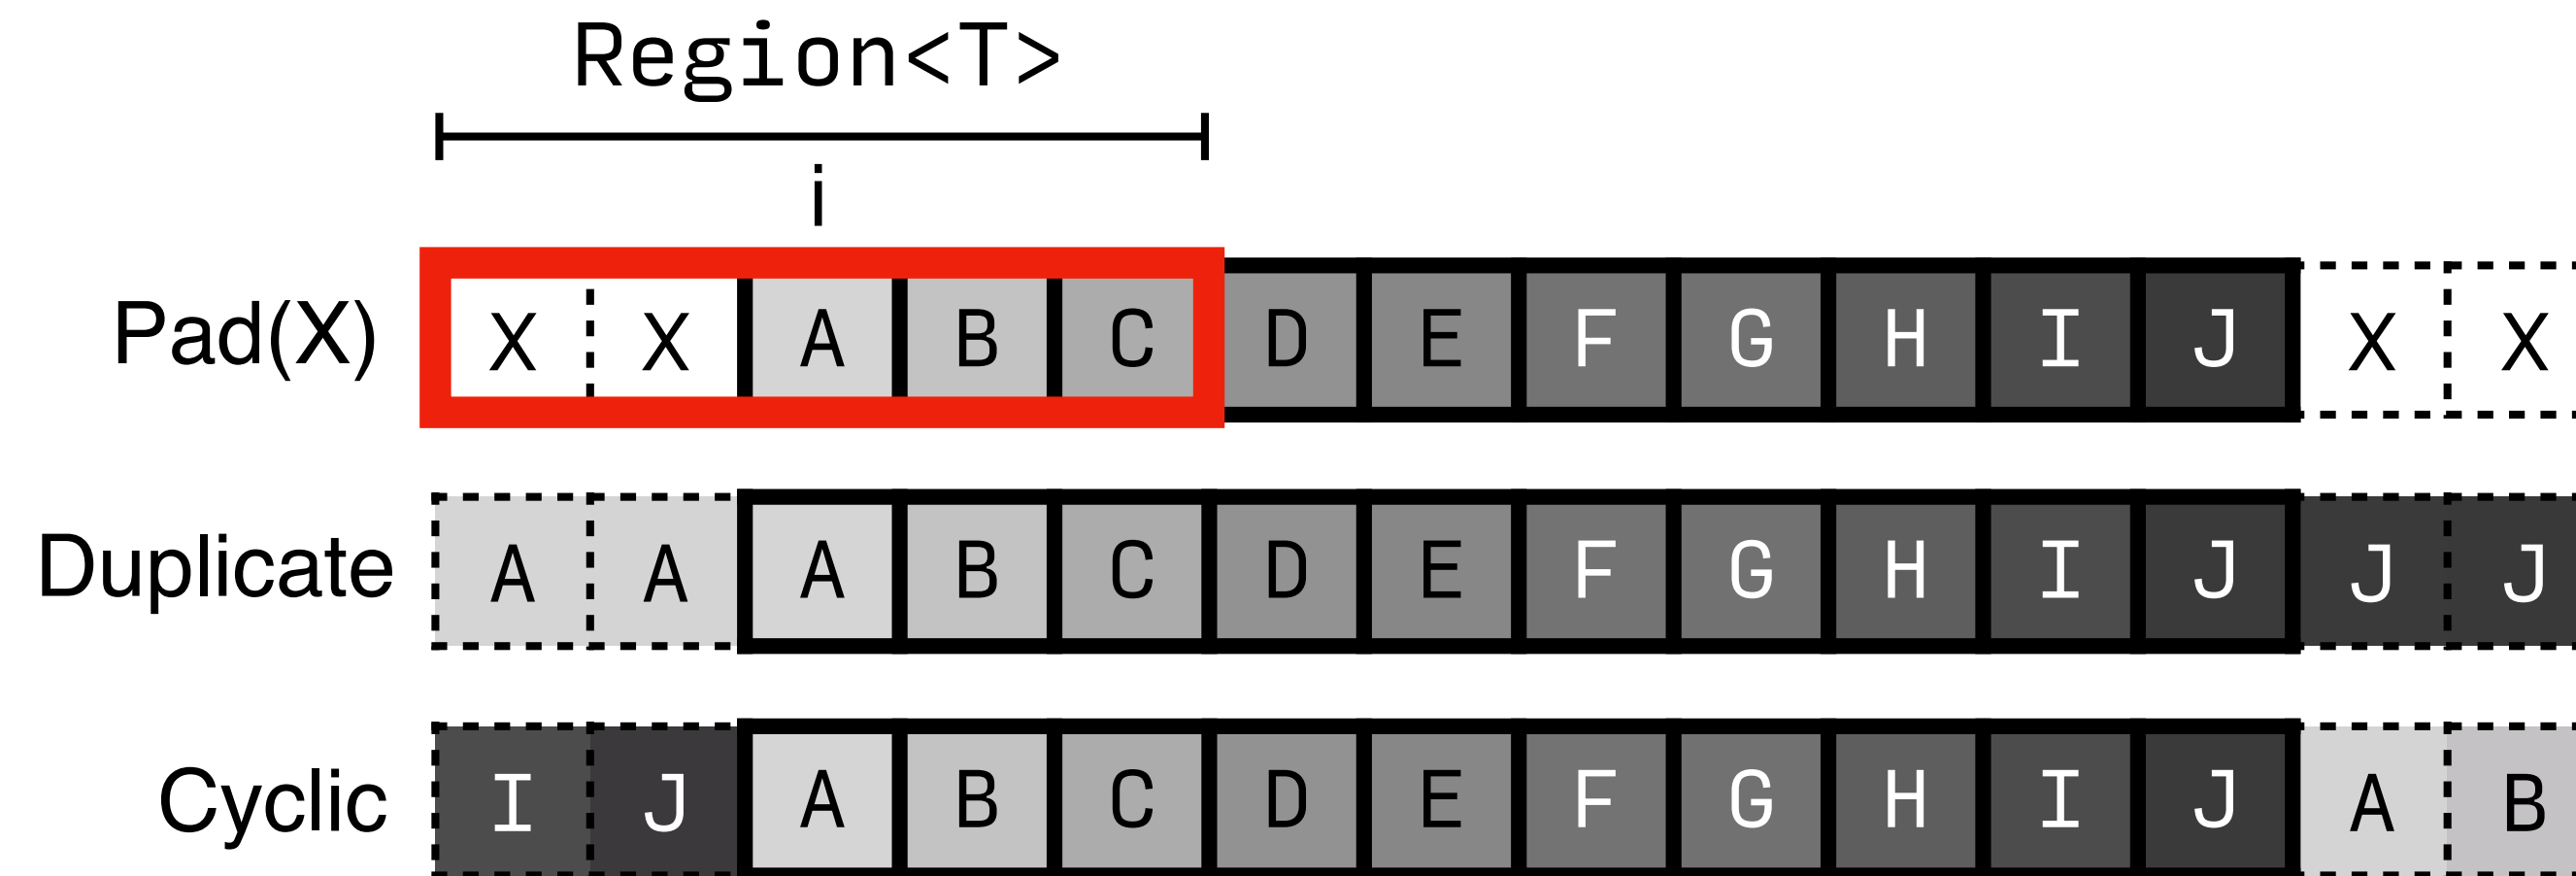 Region<T>
i
Pad(X) X X A B C D E F G H I J X X
Duplicate A A A B C D E F G H I J J J
Cyclic I J A B C D E F G H I J A B